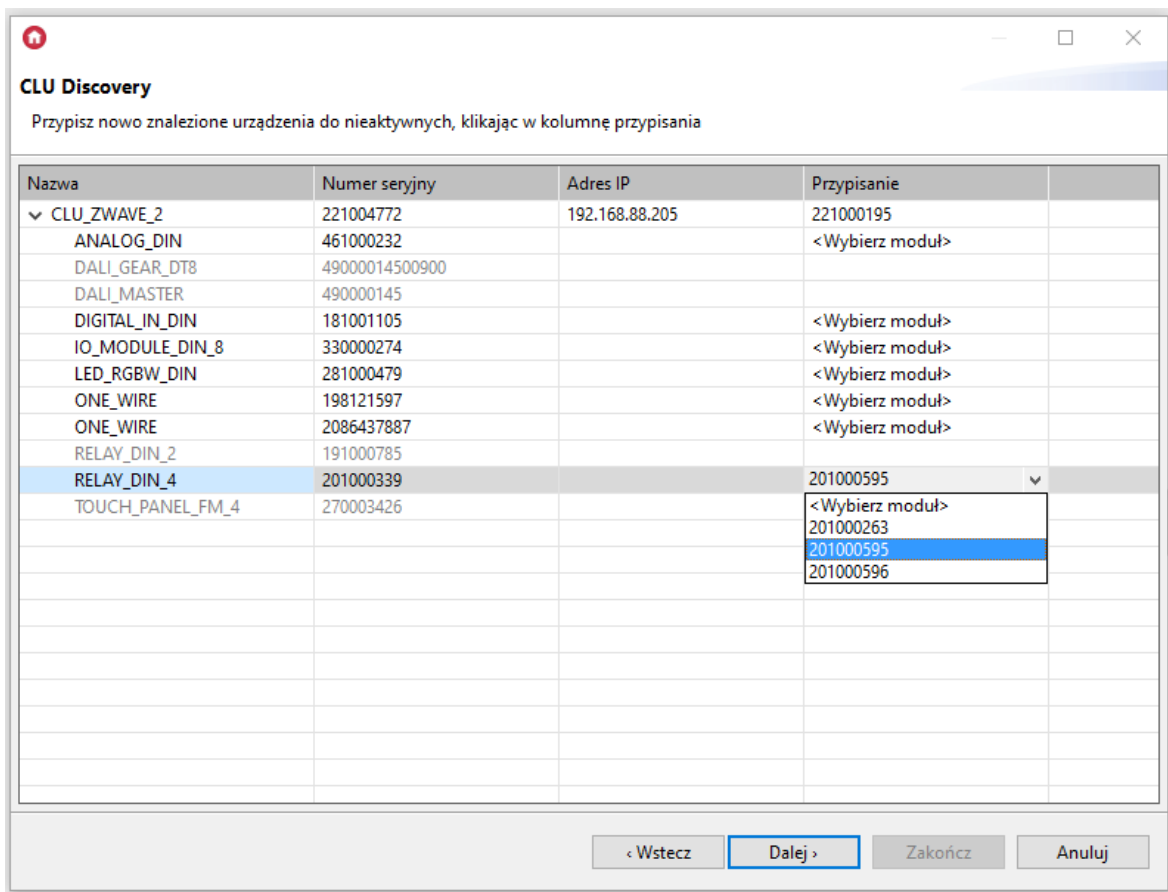 CLU Discovery
Przypisz nowo znalezione urządzenia do nieaktywnych, klikając w kolumnę przypisania
Nazwa Numer seryjny Adres IP Przypisanie
CLU_ZWAVE_2 221004772 192.168.88.205 221000195
ANALOG_DIN 461000232 <Wybierz moduł>
DALI_GEAR_DT8 49000014500900
DALI_MASTER 490000145
DIGITAL_IN_DIN 181001105 <Wybierz moduł>
IO_MODULE_DIN_8 330000274 <Wybierz moduł>
LED_RGBW_DIN 281000479 <Wybierz moduł>
ONE_WIRE 198121597 <Wybierz moduł>
ONE_WIRE 2086437887 <Wybierz moduł>
RELAY_DIN_2 191000785
RELAY_DIN_4 201000339 201000595
TOUCH_PANEL_FM_4 270003426 <Wybierz moduł>
201000263
201000595
201000596
‹ Wstecz Dalej › Zakończ Anuluj